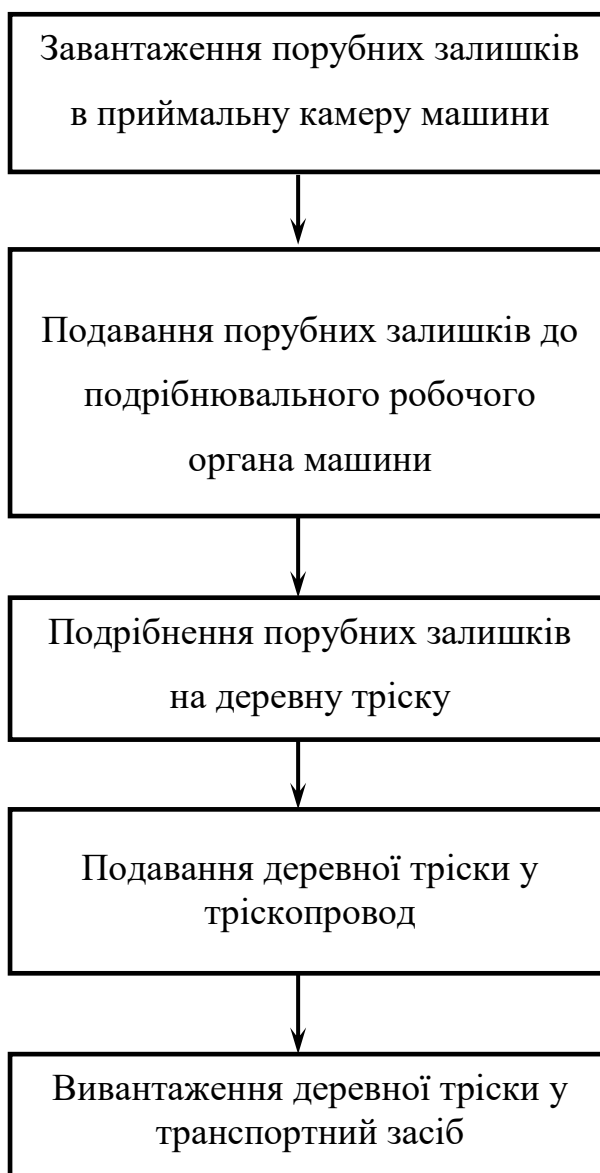 Завантаження порубних залишків
в приймальну камеру машини
Подавання порубних залишків до
подрібнювального робочого
органа машини
Подрібнення порубних залишків
на деревну тріску
Подавання деревної тріски у
тріскопровод
Вивантаження деревної тріски у
транспортний засіб